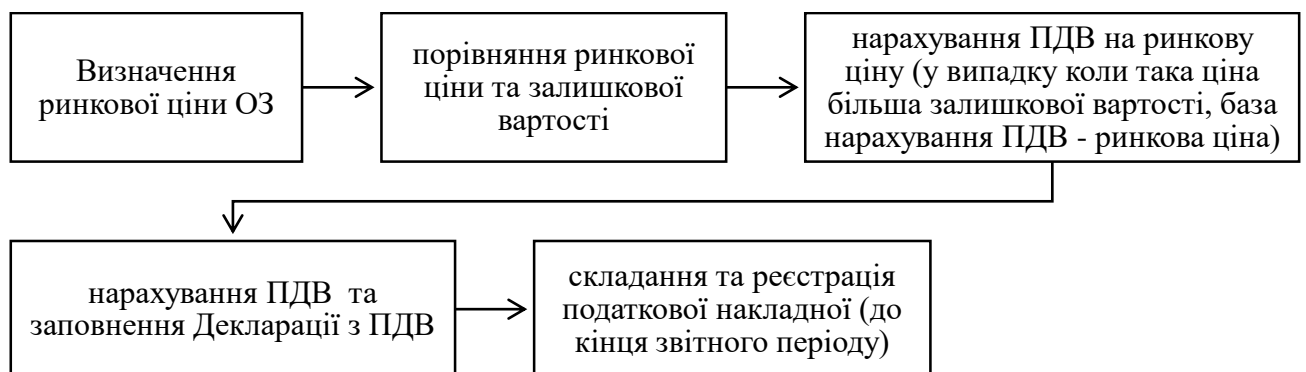 Визначення
ринкової ціни ОЗ
порівняння ринкової
ціни та залишкової
вартості
нарахування ПДВ на ринкову
ціну (у випадку коли така ціна
більша залишкової вартості, база
нарахування ПДВ - ринкова ціна)
нарахування ПДВ та
заповнення Декларації з ПДВ
складання та реєстрація
податкової накладної (до
кінця звітного періоду)